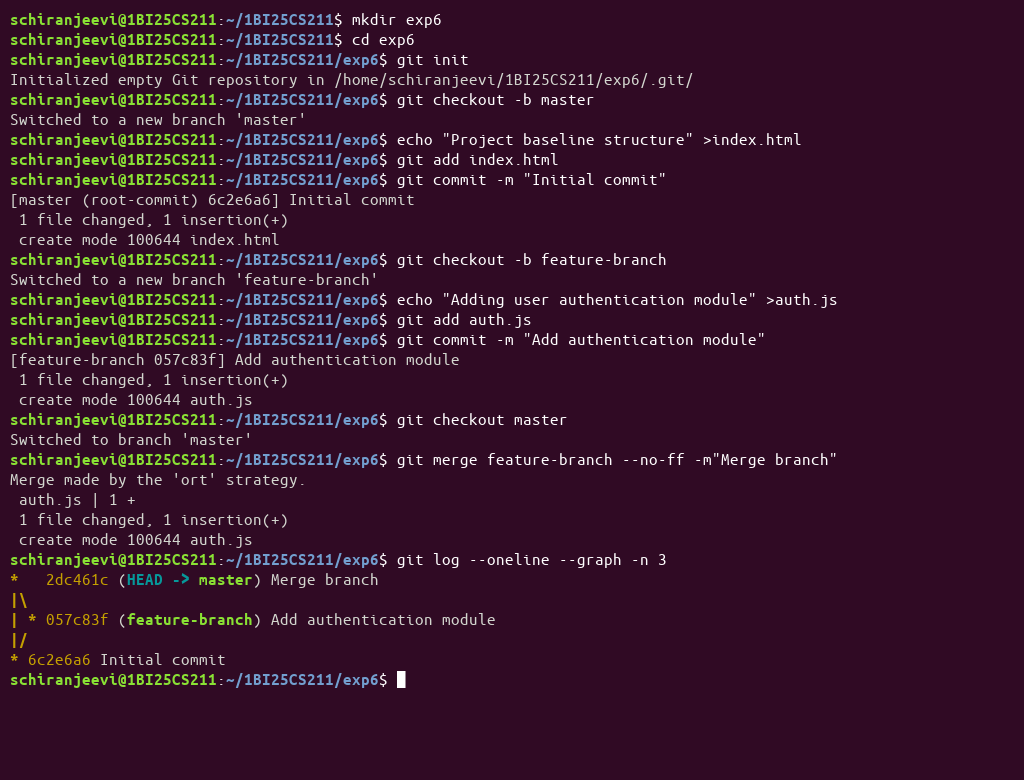 schiranjeevi@1BI25CS211:~/1BI25CS211$ mkdir exp6
schiranjeevi@1BI25CS211:~/1BI25CS211$ cd exp6
schiranjeevi@1BI25CS211:~/1BI25CS211/exp6$ git init
Initialized empty Git repository in /home/schiranjeevi/1BI25CS211/exp6/.git/
schiranjeevi@1BI25CS211:~/1BI25CS211/exp6$ git checkout -b master
Switched to a new branch 'master'
schiranjeevi@1BI25CS211:~/1BI25CS211/exp6$ echo "Project baseline structure" >index.html
schiranjeevi@1BI25CS211:~/1BI25CS211/exp6$ git add index.html
schiranjeevi@1BI25CS211:~/1BI25CS211/exp6$ git commit -m "Initial commit"
[master (root-commit) 6c2e6a6] Initial commit
 1 file changed, 1 insertion(+)
 create mode 100644 index.html
schiranjeevi@1BI25CS211:~/1BI25CS211/exp6$ git checkout -b feature-branch
Switched to a new branch 'feature-branch'
schiranjeevi@1BI25CS211:~/1BI25CS211/exp6$ echo "Adding user authentication module" >auth.js
schiranjeevi@1BI25CS211:~/1BI25CS211/exp6$ git add auth.js
schiranjeevi@1BI25CS211:~/1BI25CS211/exp6$ git commit -m "Add authentication module"
[feature-branch 057c83f] Add authentication module
 1 file changed, 1 insertion(+)
 create mode 100644 auth.js
schiranjeevi@1BI25CS211:~/1BI25CS211/exp6$ git checkout master
Switched to branch 'master'
schiranjeevi@1BI25CS211:~/1BI25CS211/exp6$ git merge feature-branch --no-ff -m"Merge branch"
Merge made by the 'ort' strategy.
 auth.js | 1 +
 1 file changed, 1 insertion(+)
 create mode 100644 auth.js
schiranjeevi@1BI25CS211:~/1BI25CS211/exp6$ git log --oneline --graph -n 3
*   2dc461c (HEAD -> master) Merge branch
|\
| * 057c83f (feature-branch) Add authentication module
|/
* 6c2e6a6 Initial commit
schiranjeevi@1BI25CS211:~/1BI25CS211/exp6$